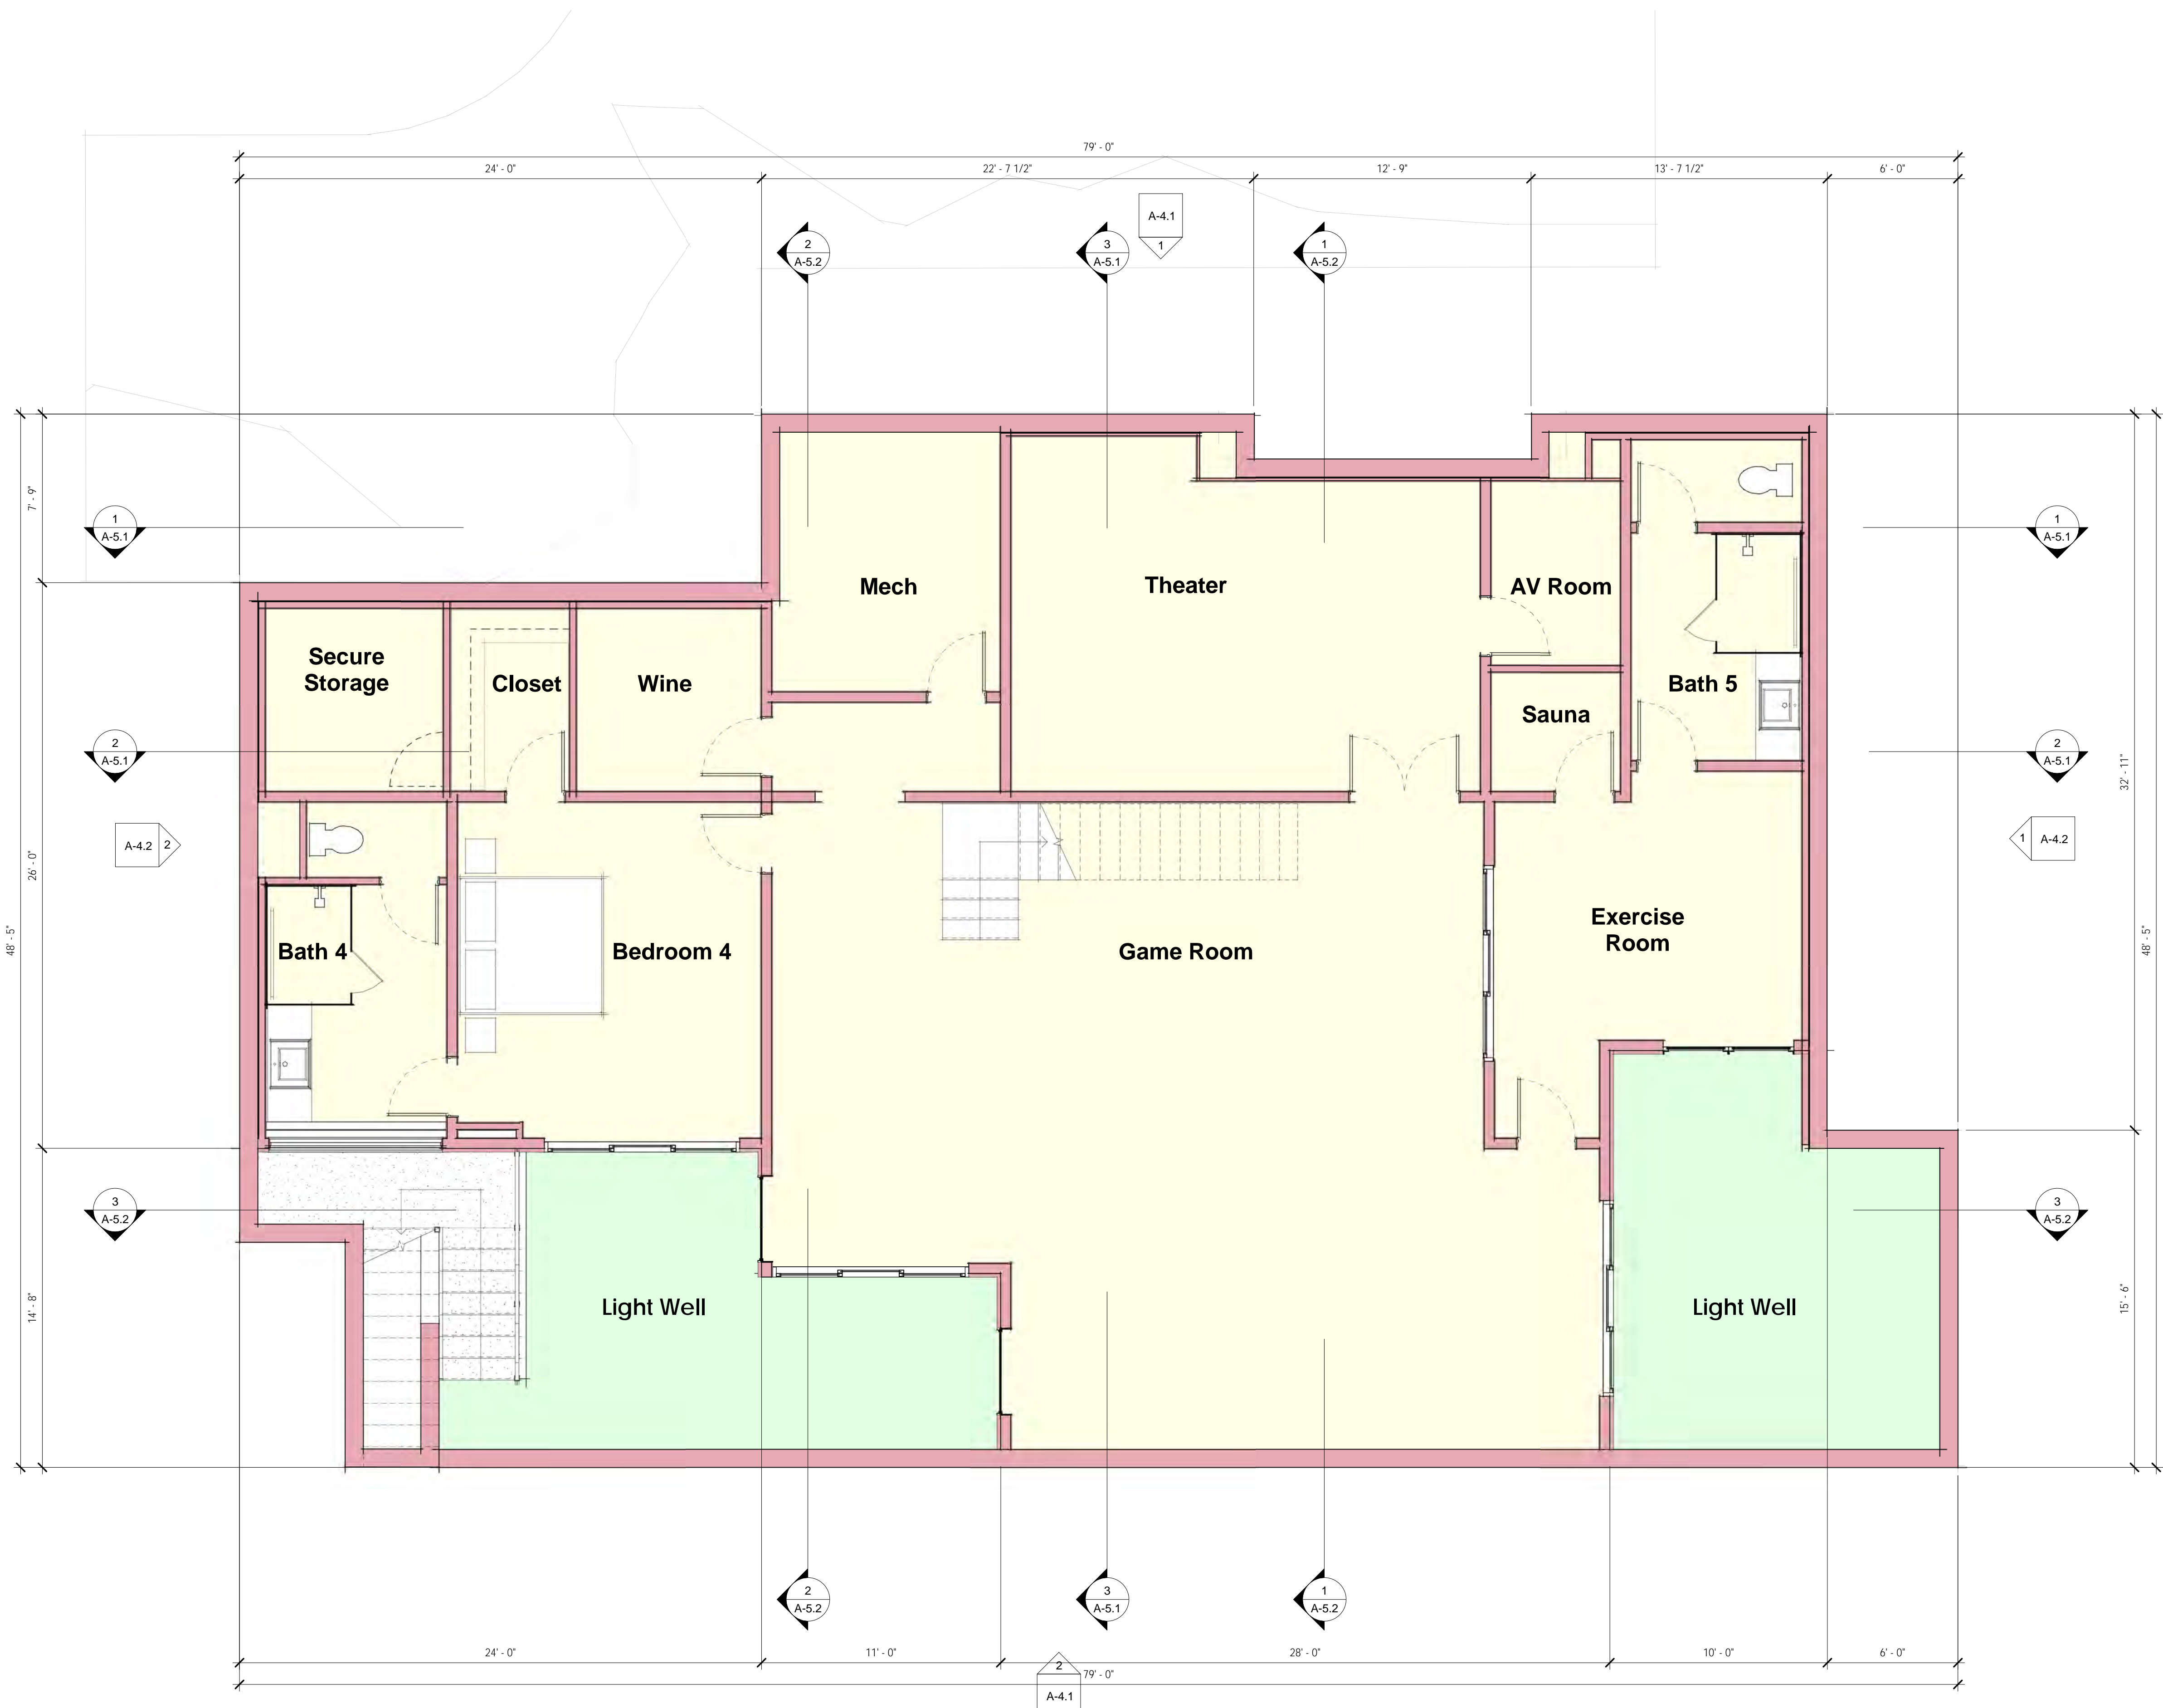 79' - 0"
24' - 0"
22' - 7 1/2"
12' - 9"
13' - 7 1/2"
6' - 0"
A-4.1
1
2
A-5.2
3
A-5.1
1
A-5.2
7' - 9"
1
A-5.1
1
A-5.1
Mech
Theater
AV Room
Secure
Storage
Closet
Wine
Bath 5
Sauna
2
A-5.1
2
A-5.1
32' - 11"
A-4.2
2
1
A-4.2
26' - 0"
48' - 5"
48' - 5"
Bath 4
Bedroom 4
Game Room
Exercise
Room
3
A-5.2
3
A-5.2
14' - 8"
15' - 6"
Light Well
Light Well
2
A-5.2
3
A-5.1
1
A-5.2
24' - 0"
11' - 0"
28' - 0"
10' - 0"
6' - 0"
2
79' - 0"
A-4.1